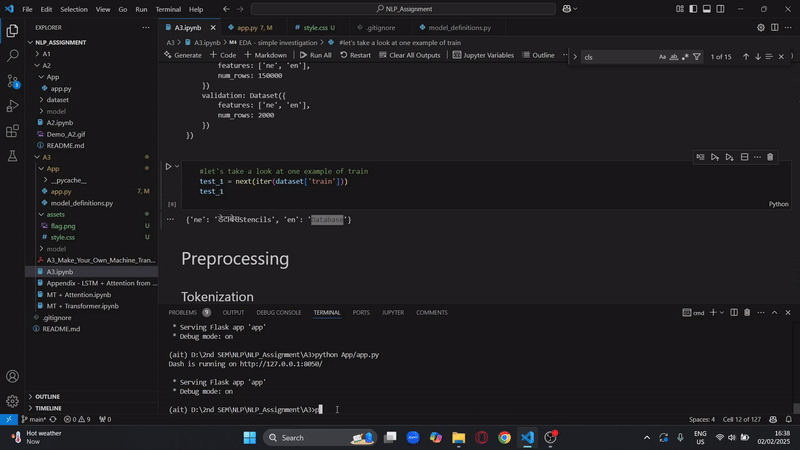 File Edit Selection View Go Run Terminal Help
NLP_Assignment
EXPLORER
NLP_ASSIGNMENT
A2
App
app.py
dataset
model
A2.ipynb
Demo_A2.gif
README.md
A3
App
__pycache__
app.py 7, M
model_definitions.py
assets
flag.png
style.css
model
A3_Make_Your_Own_Machine_Tran...
A3.ipynb
Appendix - LSTM + Attention from ...
MT + Attention.ipynb
MT + Transformer.ipynb
.gitignore
README.md
OUTLINE
TIMELINE
A3.ipynb
app.py 7, M
style.css U
.gitignore
model_definitions.py
A3 > A3.ipynb > EDA - simple investigation > #let's take a look at one example of train
Generate + Code + Markdown Run All Restart Clear All Outputs Jupyter Variables Outline ...
cls Aa ab 1 of 15
features: ['ne', 'en'],
num_rows: 150000
})
validation: Dataset({
features: ['ne', 'en'],
num_rows: 2000
})
})
#let's take a look at one example of train
test_1 = next(iter(dataset['train']))
test_1
[8] Python
{'ne': 'डेटाबेसStencils', 'en': 'Database'}
Preprocessing
Tokenization
PROBLEMS 9 OUTPUT DEBUG CONSOLE TERMINAL PORTS JUPYTER COMMENTS
cmd
* Serving Flask app 'app'
* Debug mode: on
(ait) D:\2nd SEM\NLP\NLP_Assignment\A3>python App/app.py
Dash is running on http://127.0.0.1:8050/
* Serving Flask app 'app'
* Debug mode: on
(ait) D:\2nd SEM\NLP\NLP_Assignment\A3>p
main* 0 9 0 Spaces: 4 Cell 12 of 127
Hot weather
Now
Search
ENG
US
16:38
02/02/2025